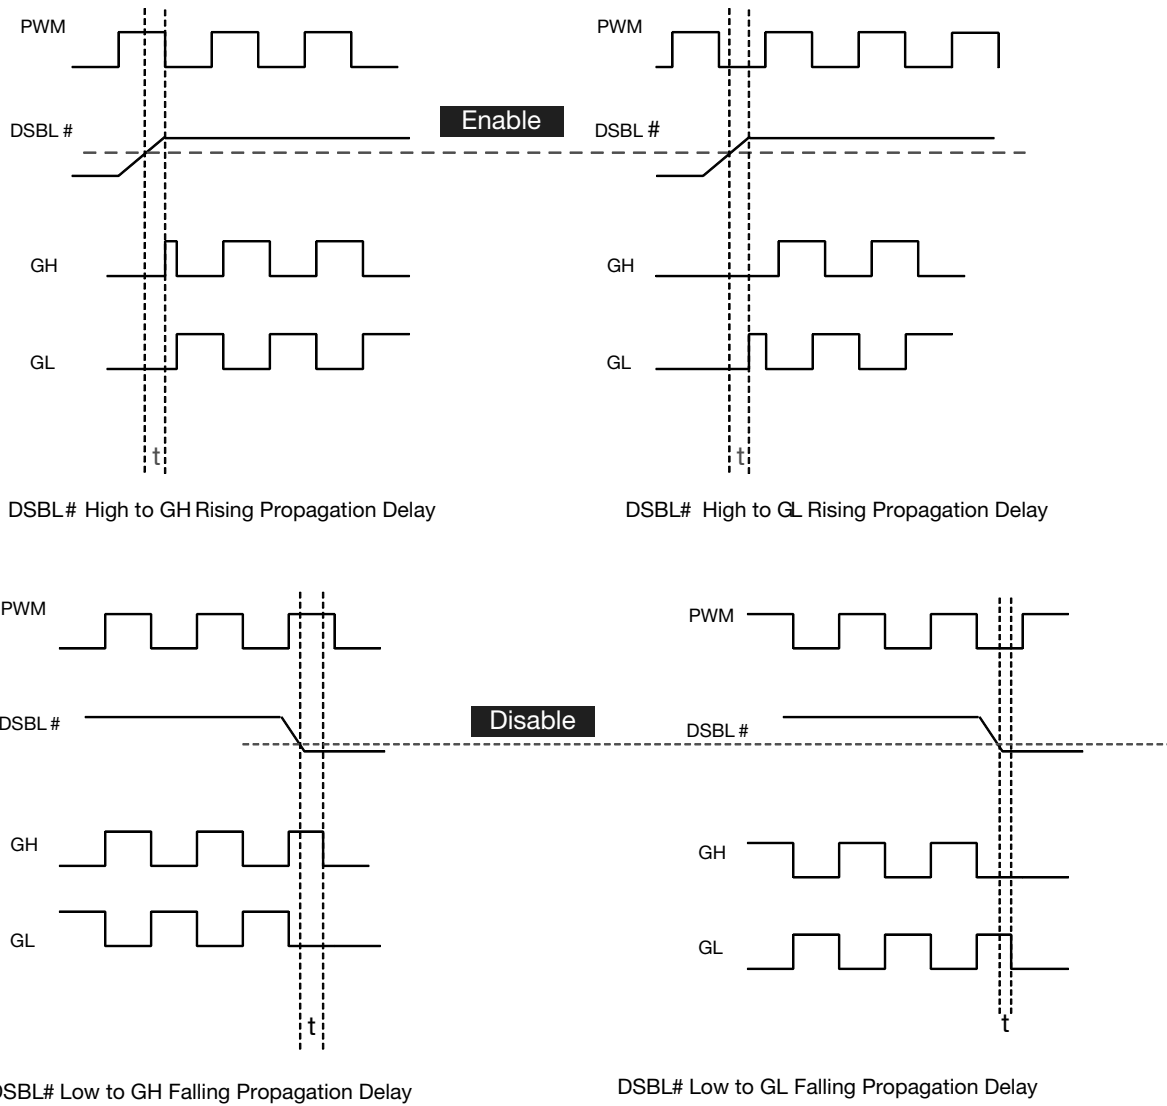 PWM
PWM
DSBL #
Enable
DSBL #
GH
GH
GL
GL
t
t
DSBL# High to GH Rising Propagation Delay
DSBL# High to GL Rising Propagation Delay
PWM
PWM
DSBL #
Disable
DSBL #
GH
GH
GL
GL
t
t
DSBL# Low to GH Falling Propagation Delay
DSBL# Low to GL Falling Propagation Delay